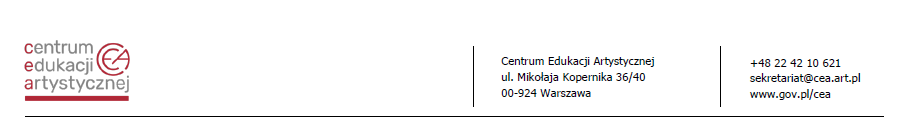 centrum
edukacji
artystycznej
CEA
Centrum Edukacji Artystycznej
ul. Mikołaja Kopernika 36/40
00-924 Warszawa
+48 22 42 10 621
sekretariat@cea.art.pl
www.gov.pl/cea